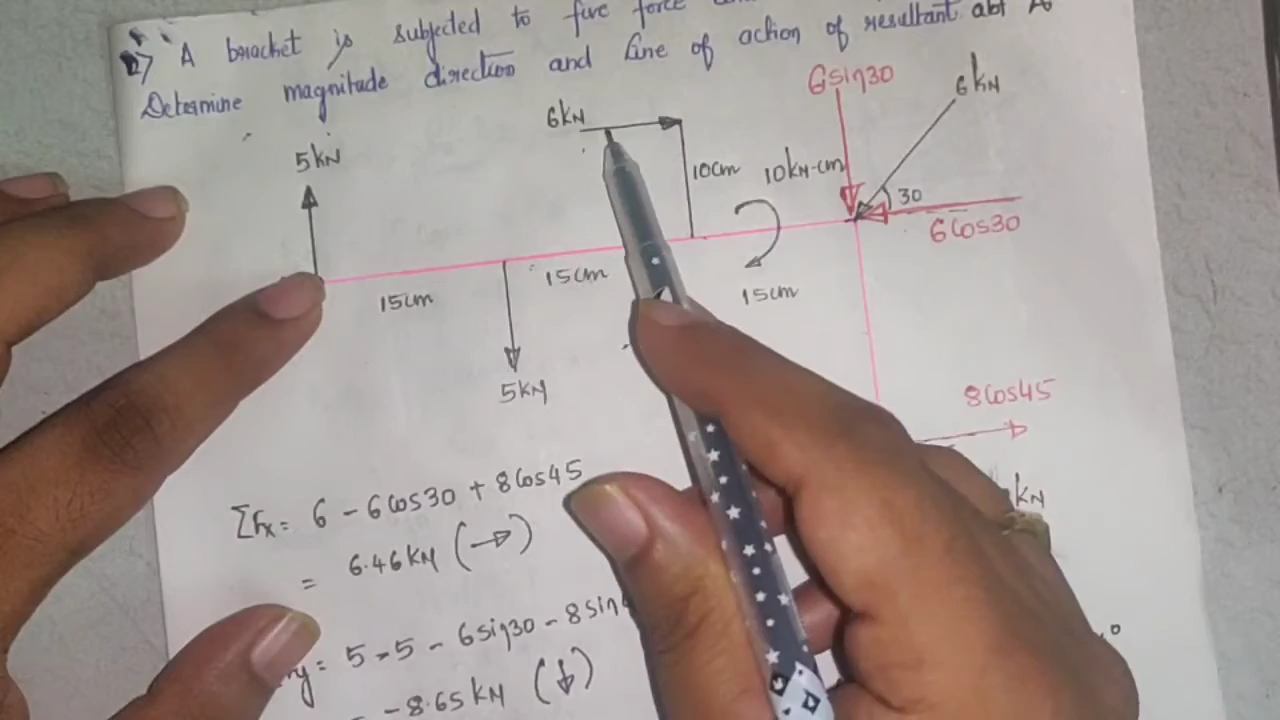 2) A bracket is subjected to five force
Determine magnitude direction and line of action of resultant abt A
6sin30
6kN
6kN
5kN
10cm
10kN-cm
30
6cos30
15cm
15cm
15cm
5kN
8cos45
kN
ΣFx = 6 - 6cos30 + 8cos45
= 6.46kN (→)
y = 5-5 - 6sin30 - 8sin
-8.65kN (↓)